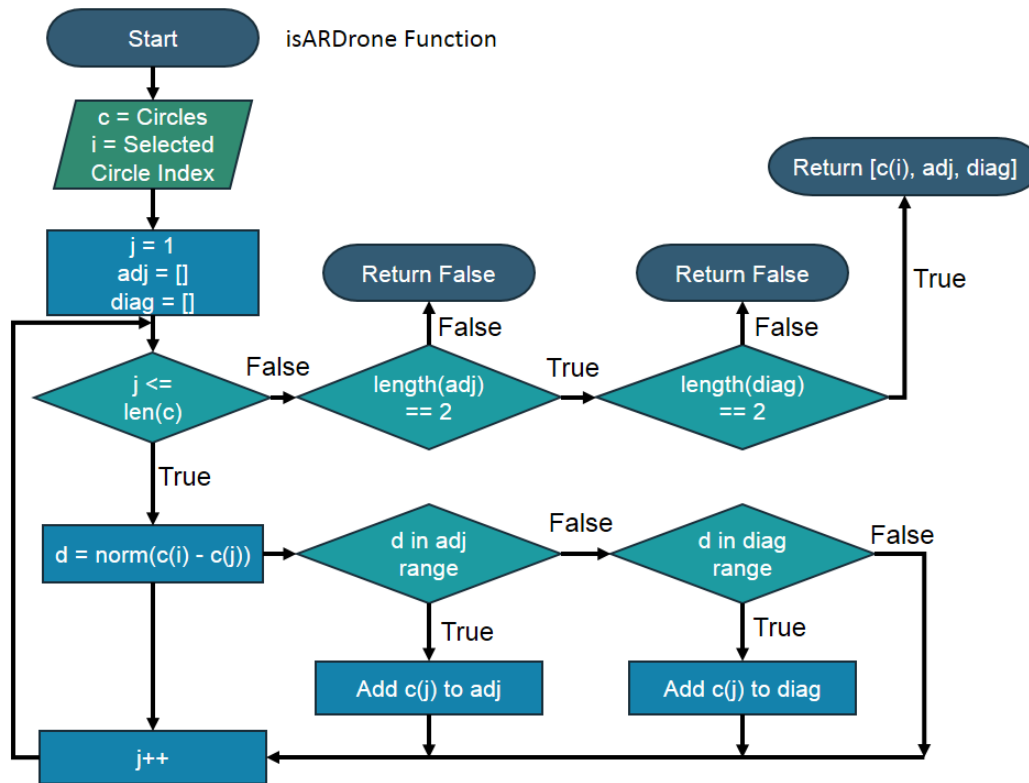 Start
isARDrone Function
c = Circles
i = Selected
Circle Index
Return [c(i), adj, diag]
j = 1
adj = []
diag = []
Return False
Return False
True
False
False
j <=
len(c)
False
length(adj)
== 2
True
length(diag)
== 2
True
d = norm(c(i) - c(j))
d in adj
range
False
d in diag
range
False
True
True
Add c(j) to adj
Add c(j) to diag
j++